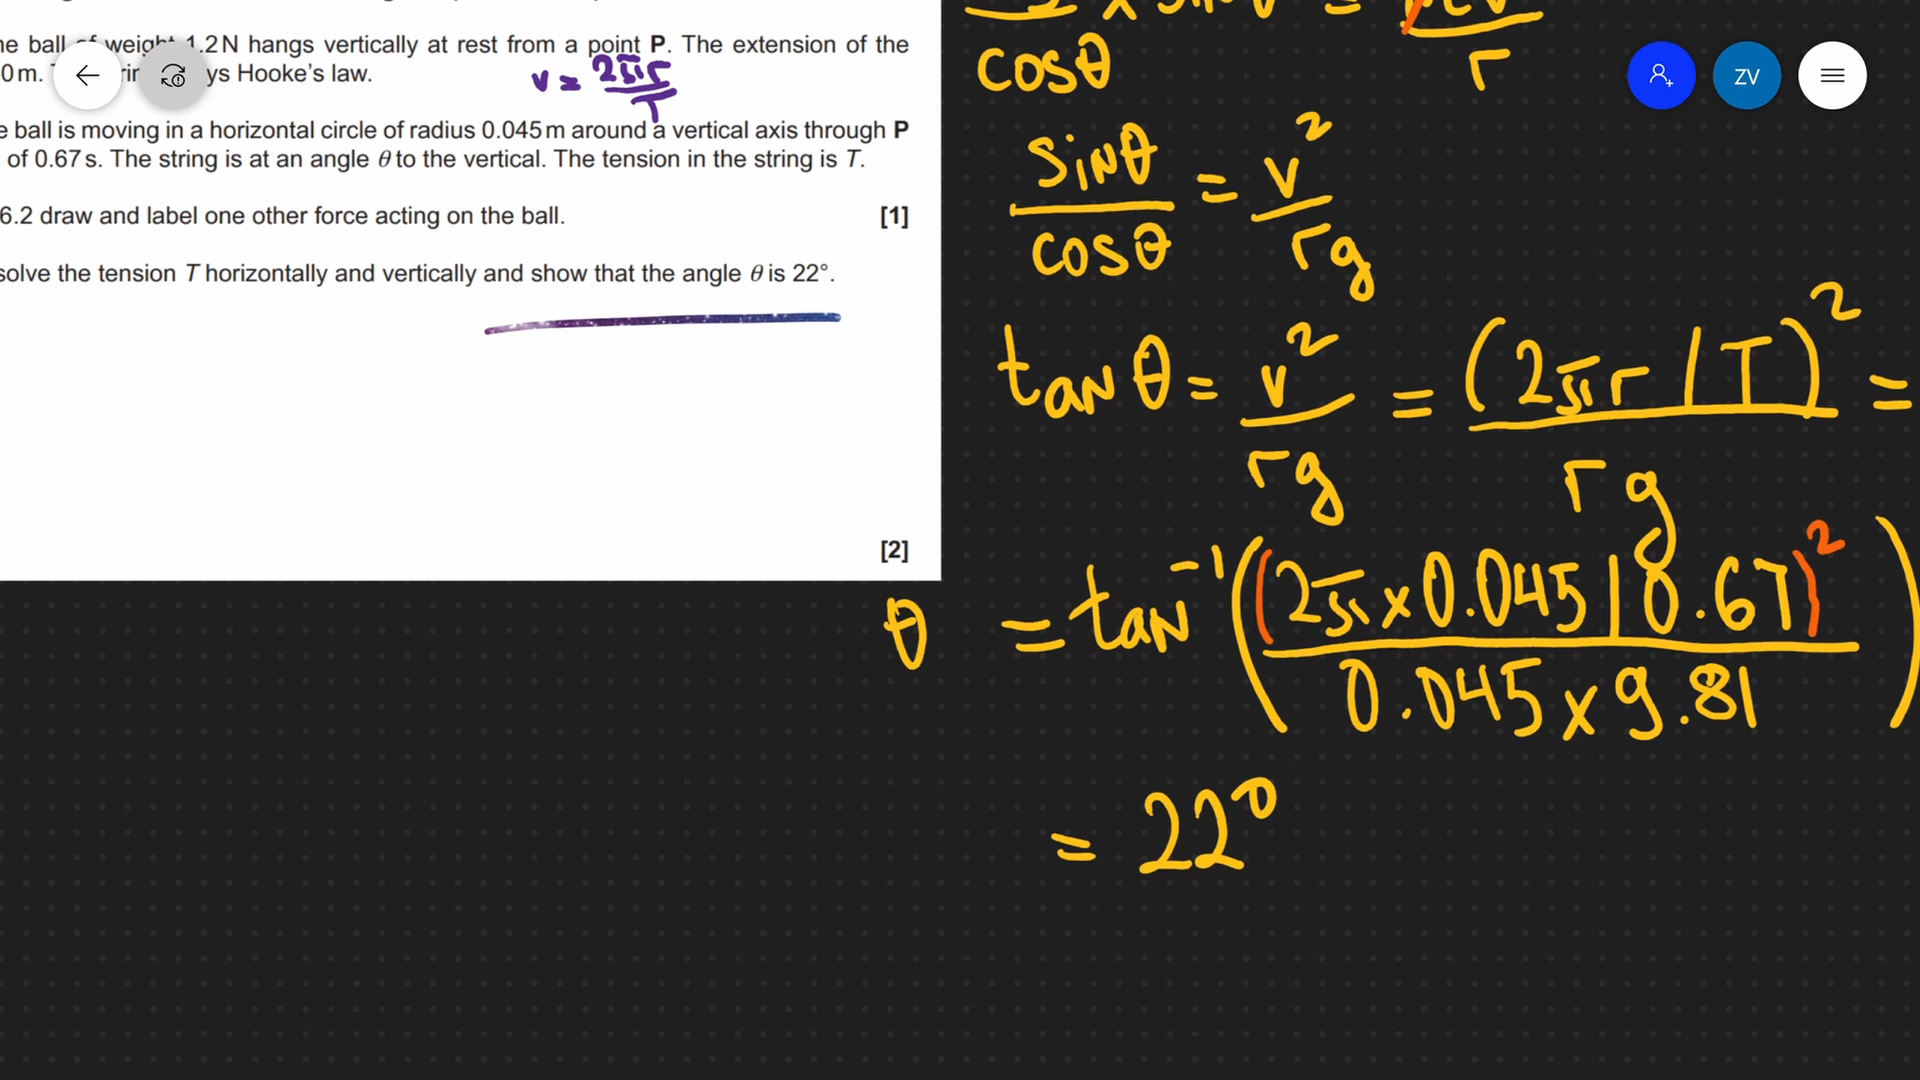 he ball of weight 1.2 N hangs vertically at rest from a point P. The extension of the
0 m. ys Hooke's law.
v = 2πr/T
e ball is moving in a horizontal circle of radius 0.045 m around a vertical axis through P
of 0.67 s. The string is at an angle θ to the vertical. The tension in the string is T.
6.2 draw and label one other force acting on the ball. [1]
solve the tension T horizontally and vertically and show that the angle θ is 22°.
[2]
ZV
cosθ
r
sinθ/cosθ = v²/rg
tanθ = v²/rg = (2πr/T)²/rg =
θ = tan⁻¹((2π×0.045/0.67)²/0.045×9.81)
= 22°